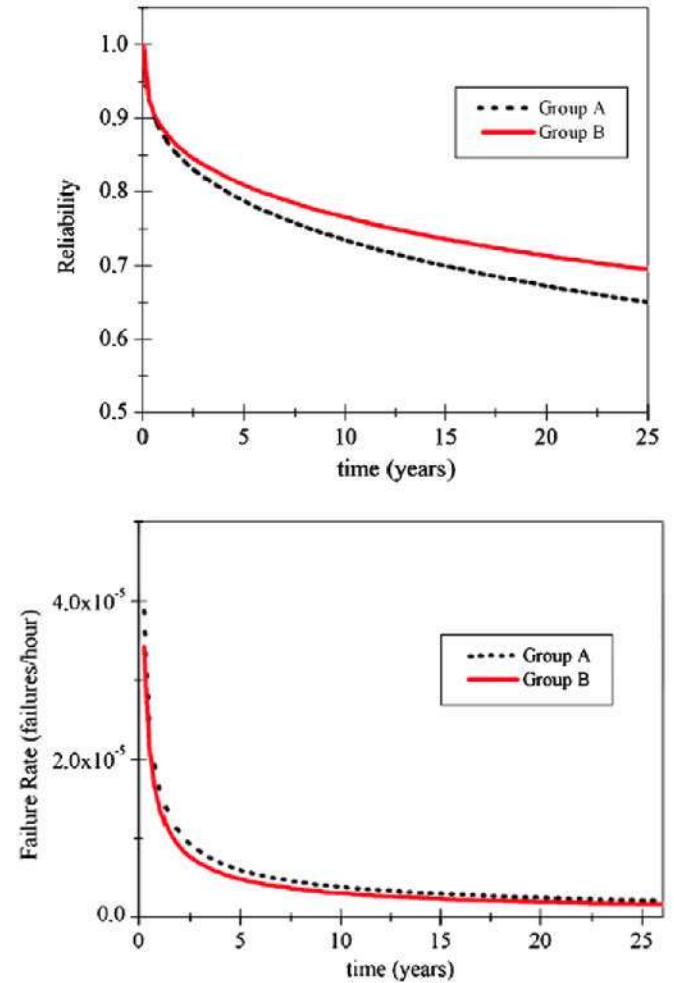 1.0
0.9
0.8
0.7
0.6
0.5
Reliability
Group A
Group B
0 5 10 15 20 25
time (years)
4.0x10⁻⁵
2.0x10⁻⁵
0.0
Failure Rate (failures/hour)
Group A
Group B
0 5 10 15 20 25
time (years)